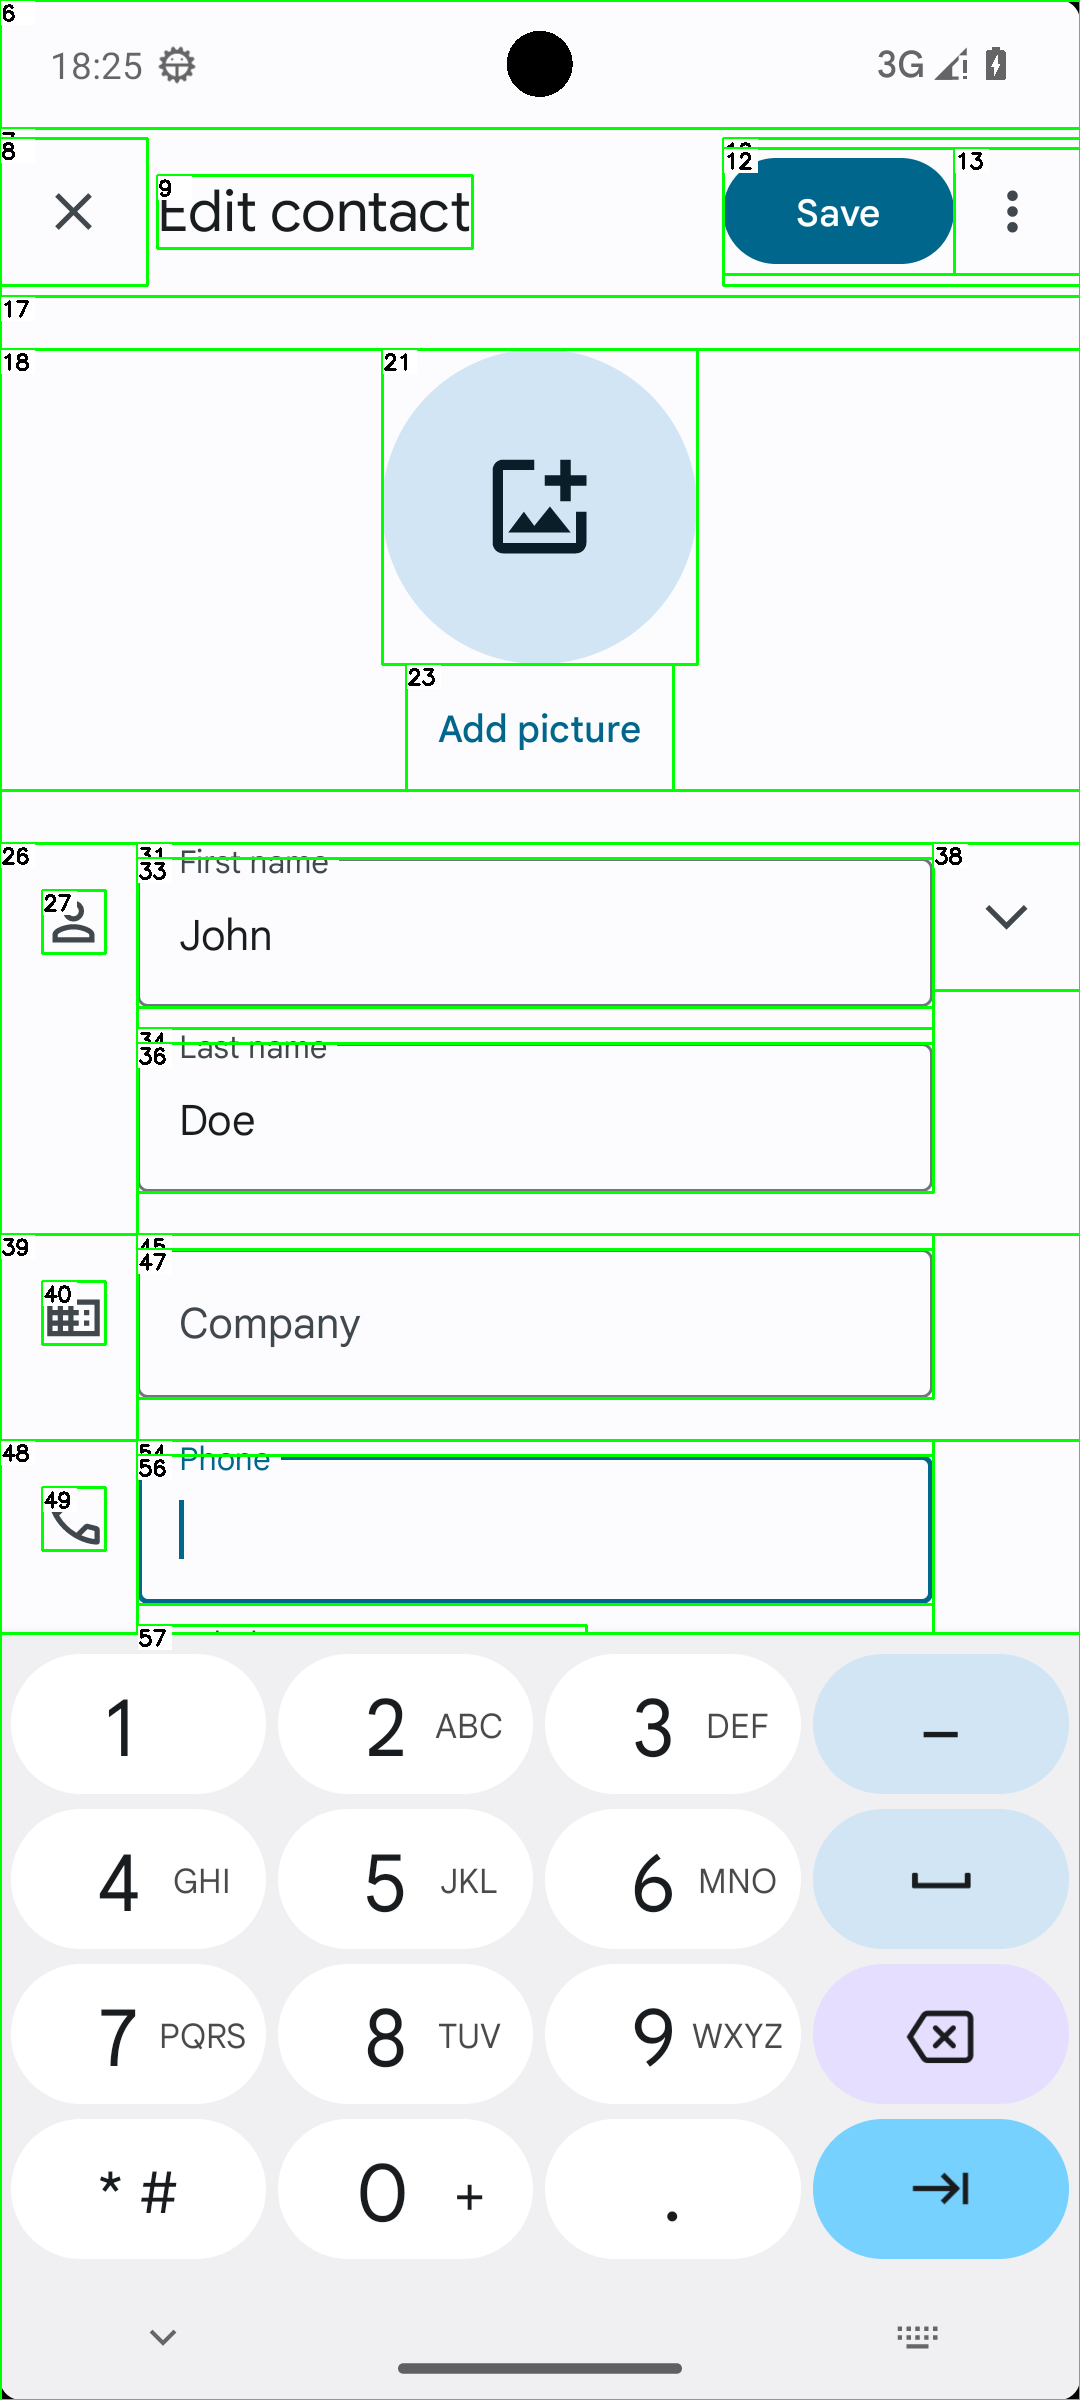 18:25 3G
Edit contact
Save
Add picture
First name
John
Last name
Doe
Company
Phone
1
2 ABC
3 DEF
–
4 GHI
5 JKL
6 MNO
7 PQRS
8 TUV
9 WXYZ
* #
0 +
.
6
8
9
12
13
17
18
21
23
26
27
31
33
38
34
36
39
40
45
47
48
49
54
56
57